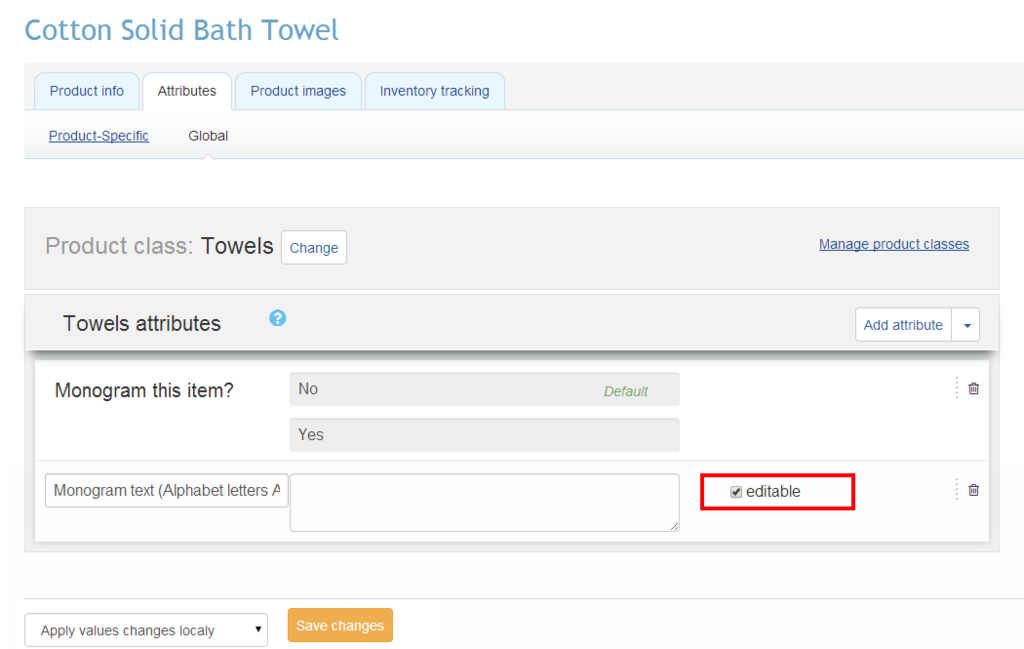 Cotton Solid Bath Towel
Product info Attributes Product images Inventory tracking
Product-Specific Global
Product class: Towels Change Manage product classes
Towels attributes ? Add attribute
Monogram this item? No Default
Yes
Monogram text (Alphabet letters A editable
Apply values changes localy Save changes